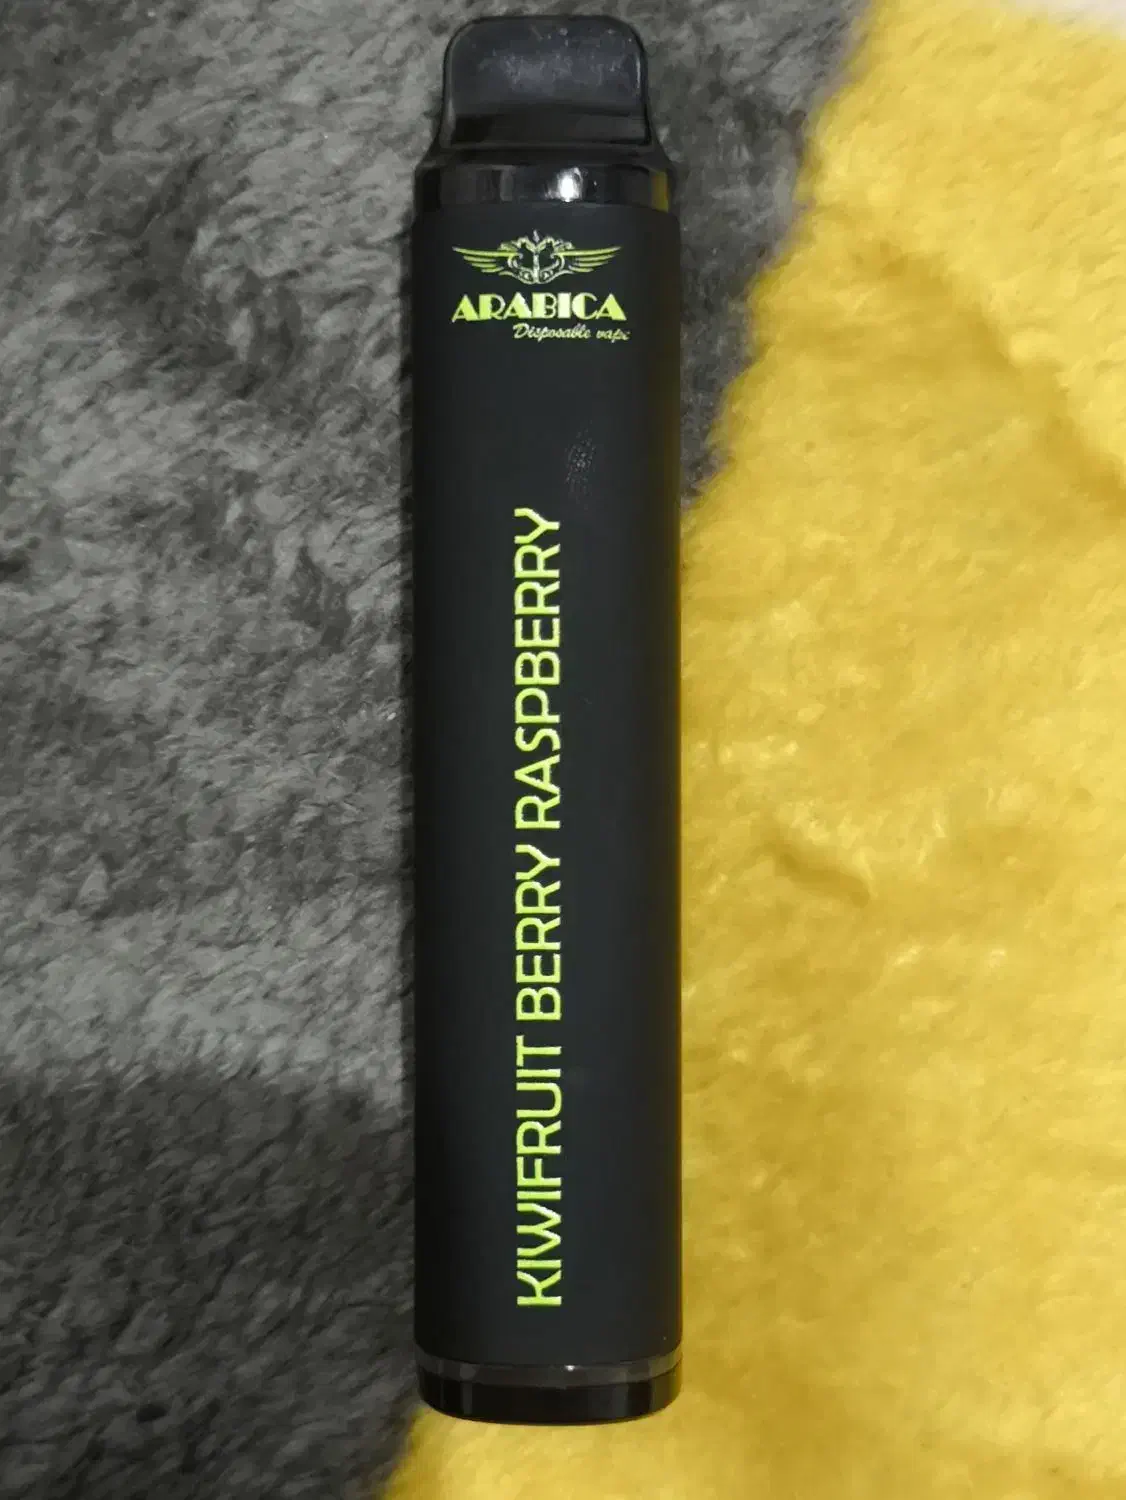 ARABICA
Disposable vape
KIWIFRUIT BERRY RASPBERRY